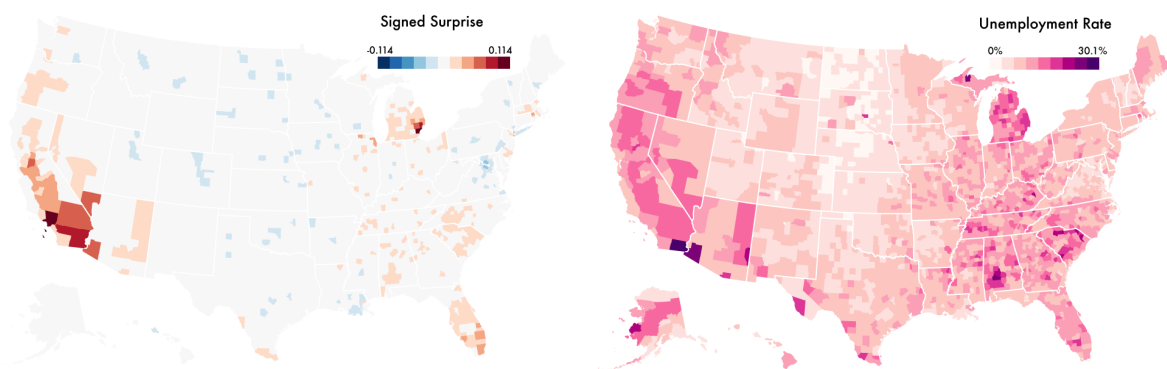 Signed Surprise
-0.114 0.114
Unemployment Rate
0% 30.1%